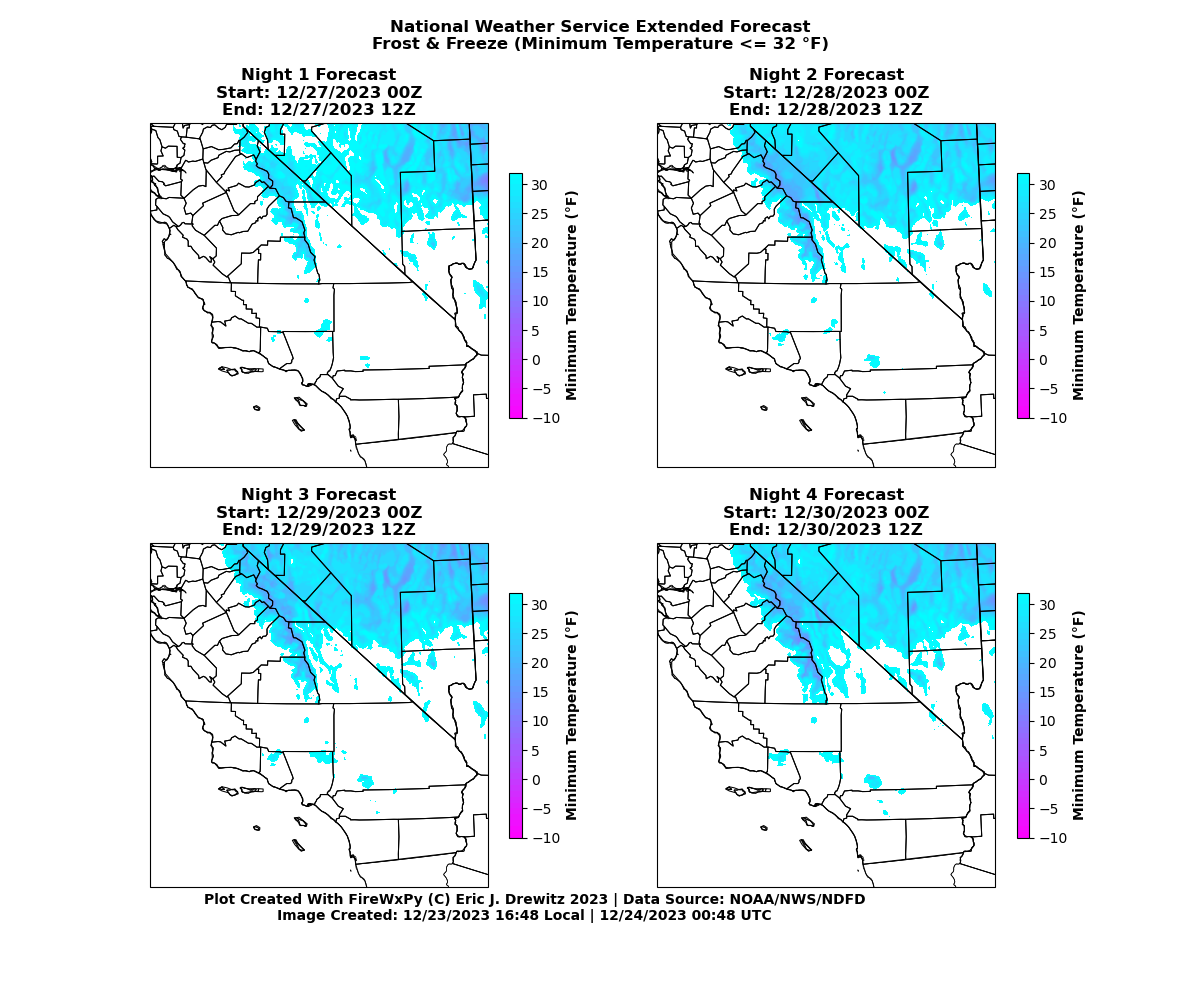 National Weather Service Extended Forecast
Frost & Freeze (Minimum Temperature <= 32 °F)
Night 1 Forecast
Start: 12/27/2023 00Z
End: 12/27/2023 12Z
30
25
20
15
10
5
0
−5
−10
Minimum Temperature (°F)
Night 2 Forecast
Start: 12/28/2023 00Z
End: 12/28/2023 12Z
30
25
20
15
10
5
0
−5
−10
Minimum Temperature (°F)
Night 3 Forecast
Start: 12/29/2023 00Z
End: 12/29/2023 12Z
30
25
20
15
10
5
0
−5
−10
Minimum Temperature (°F)
Night 4 Forecast
Start: 12/30/2023 00Z
End: 12/30/2023 12Z
30
25
20
15
10
5
0
−5
−10
Minimum Temperature (°F)
Plot Created With FireWxPy (C) Eric J. Drewitz 2023 | Data Source: NOAA/NWS/NDFD
Image Created: 12/23/2023 16:48 Local | 12/24/2023 00:48 UTC